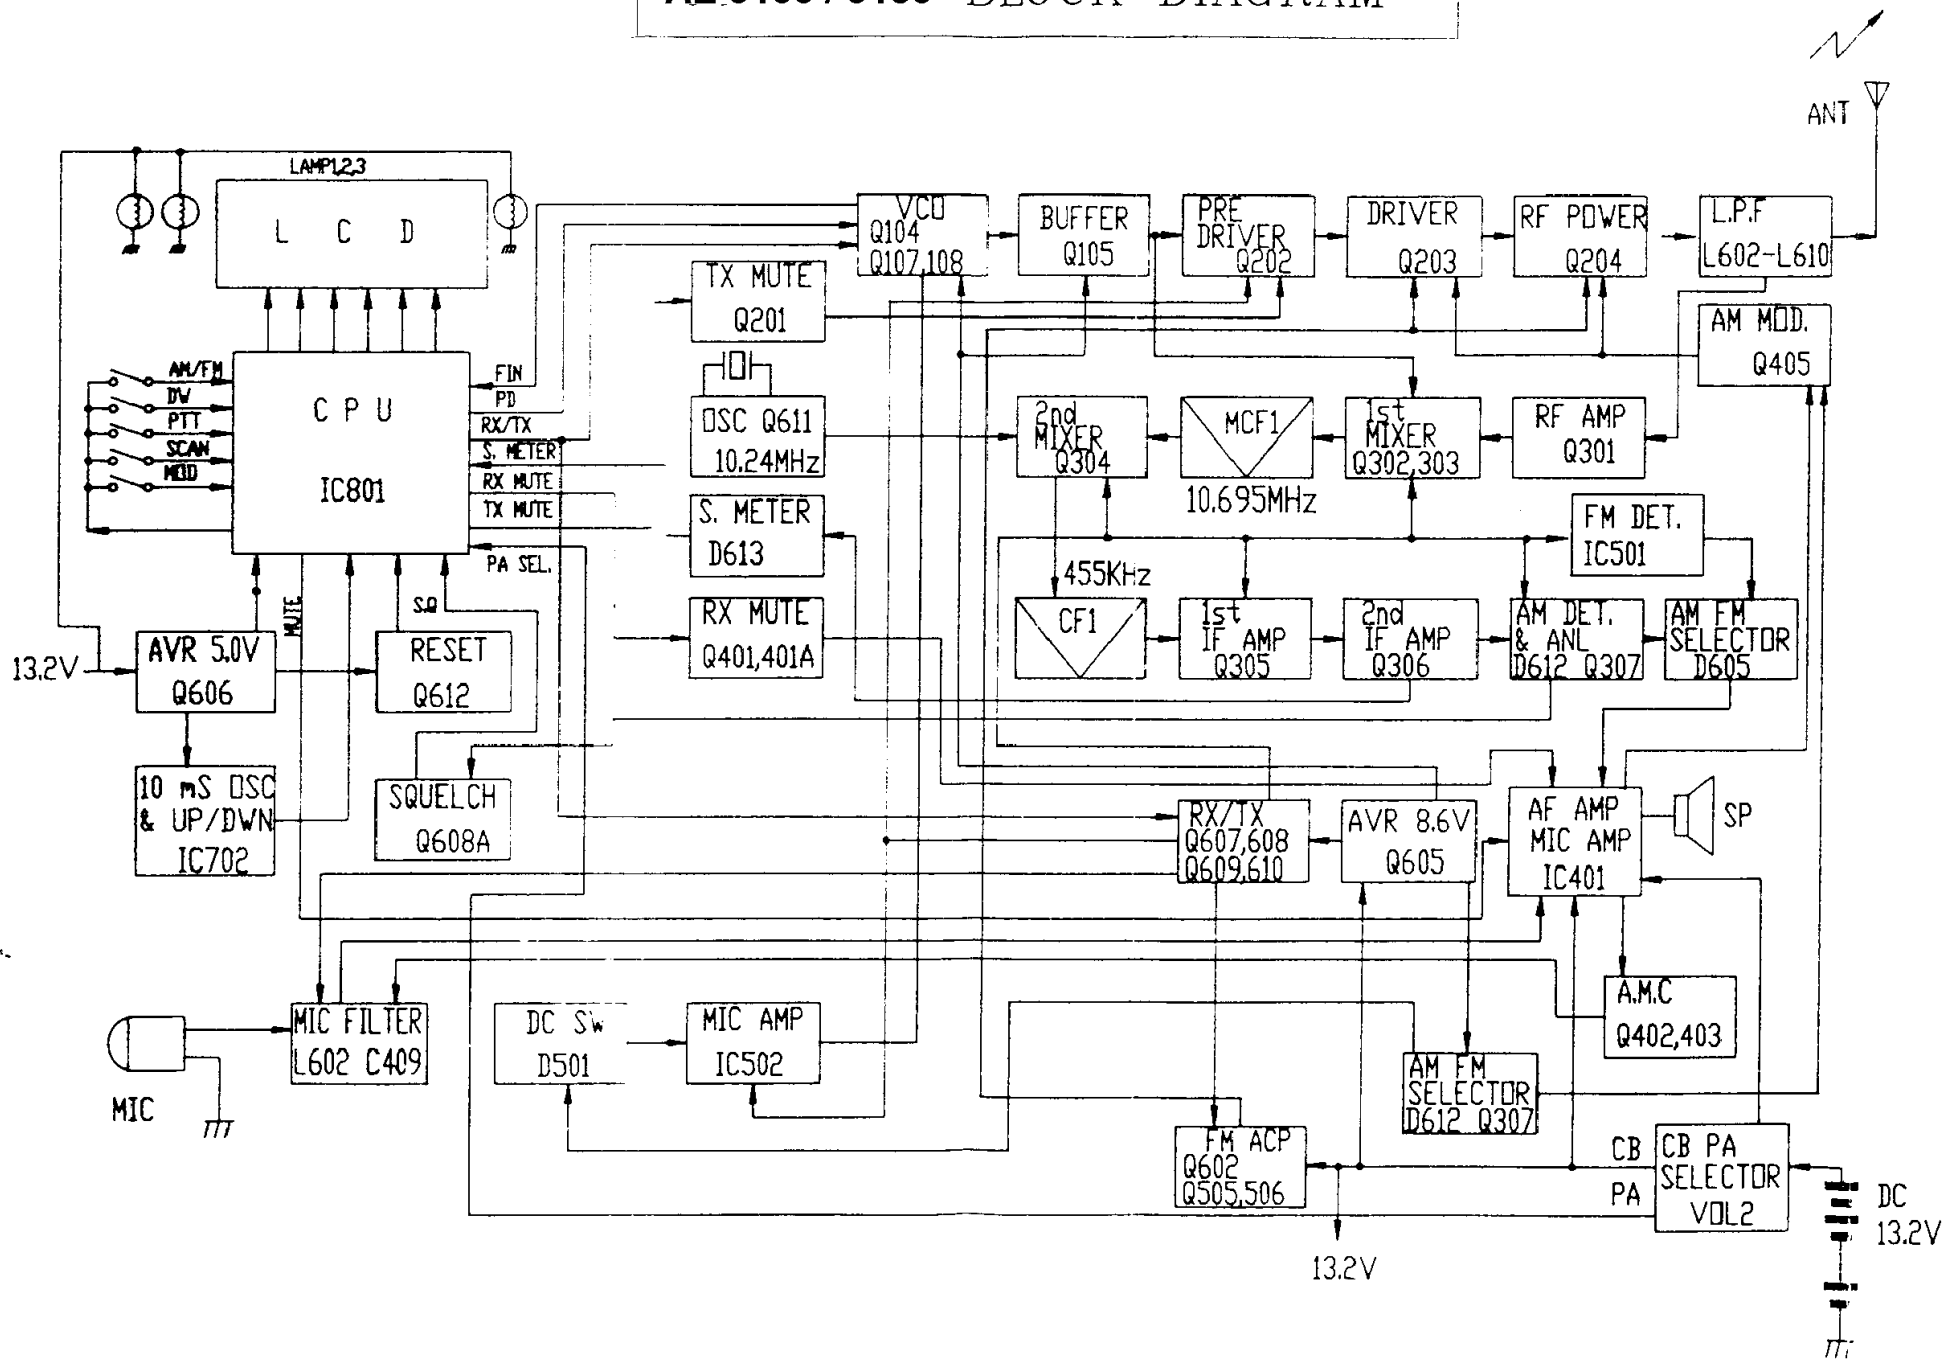 BLOCK DIAGRAM
ANT
LAMP1,2,3
L C D
VCO
Q104
Q107,108
BUFFER
Q105
PRE
DRIVER
Q202
DRIVER
Q203
RF POWER
Q204
L.P.F
L602-L610
TX MUTE
Q201
AM MOD.
Q405
AM/FM
DW
PTT
SCAN
MOD
C P U
IC801
FIN
PD
RX/TX
S. METER
RX MUTE
TX MUTE
PA SEL.
OSC Q611
10.24MHz
2nd
MIXER
Q304
MCF1
10.695MHz
1st
MIXER
Q302,303
RF AMP
Q301
S. METER
D613
FM DET.
IC501
455KHz
MUTE
S.Q
RX MUTE
Q401,401A
CF1
1st
IF AMP
Q305
2nd
IF AMP
Q306
AM DET.
& ANL
D612 Q307
AM FM
SELECTOR
D605
13.2V
AVR 5.0V
Q606
RESET
Q612
10 mS OSC
& UP/DWN
IC702
SQUELCH
Q608A
RX/TX
Q607,608
Q609,610
AVR 8.6V
Q605
AF AMP
MIC AMP
IC401
SP
MIC FILTER
L602 C409
MIC
DC SW
D501
MIC AMP
IC502
A.M.C
Q402,403
AM FM
SELECTOR
D612 Q307
FM ACP
Q602
Q505,506
CB
PA
CB PA
SELECTOR
VOL2
DC
13.2V
13.2V